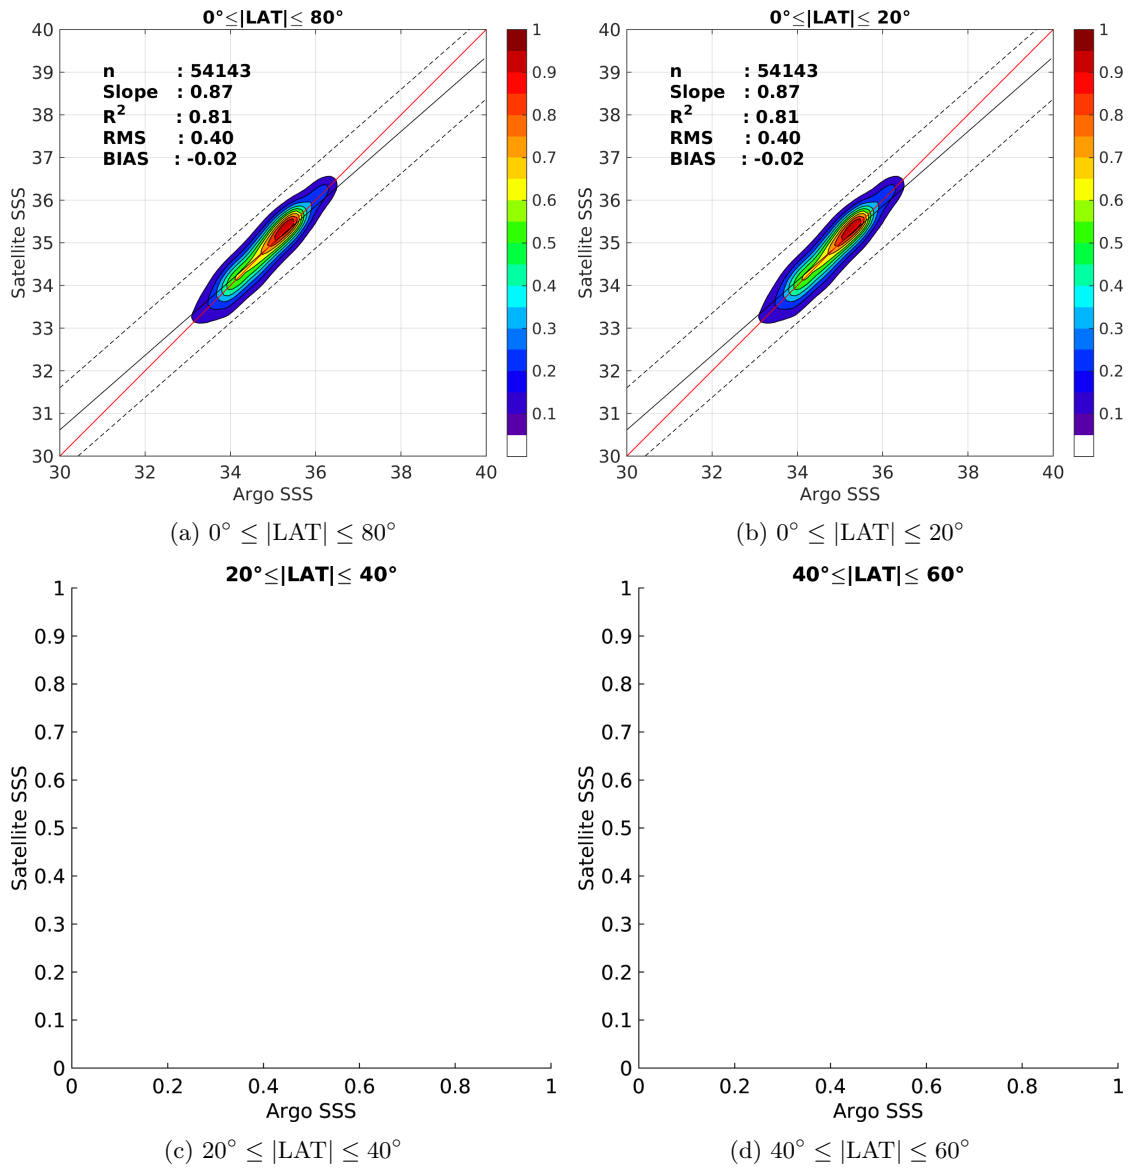 0°≤|LAT|≤ 80°
n : 54143
Slope : 0.87
R² : 0.81
RMS : 0.40
BIAS : -0.02
40
39
38
37
36
35
34
33
32
31
30
Satellite SSS
30 32 34 36 38 40
Argo SSS
1
0.9
0.8
0.7
0.6
0.5
0.4
0.3
0.2
0.1
(a) 0° ≤ |LAT| ≤ 80°
0°≤|LAT|≤ 20°
n : 54143
Slope : 0.87
R² : 0.81
RMS : 0.40
BIAS : -0.02
40
39
38
37
36
35
34
33
32
31
30
Satellite SSS
30 32 34 36 38 40
Argo SSS
1
0.9
0.8
0.7
0.6
0.5
0.4
0.3
0.2
0.1
(b) 0° ≤ |LAT| ≤ 20°
20°≤|LAT|≤ 40°
1
0.9
0.8
0.7
0.6
0.5
0.4
0.3
0.2
0.1
0
Satellite SSS
0 0.2 0.4 0.6 0.8 1
Argo SSS
(c) 20° ≤ |LAT| ≤ 40°
40°≤|LAT|≤ 60°
1
0.9
0.8
0.7
0.6
0.5
0.4
0.3
0.2
0.1
0
Satellite SSS
0 0.2 0.4 0.6 0.8 1
Argo SSS
(d) 40° ≤ |LAT| ≤ 60°